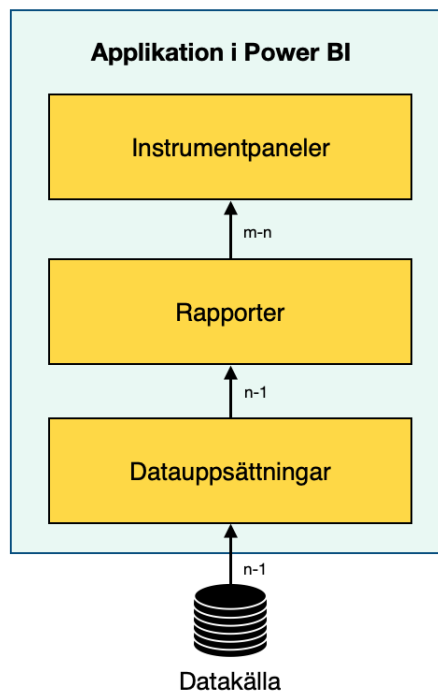 Applikation i Power BI
Instrumentpaneler
m-n
Rapporter
n-1
Datauppsättningar
n-1
Datakälla